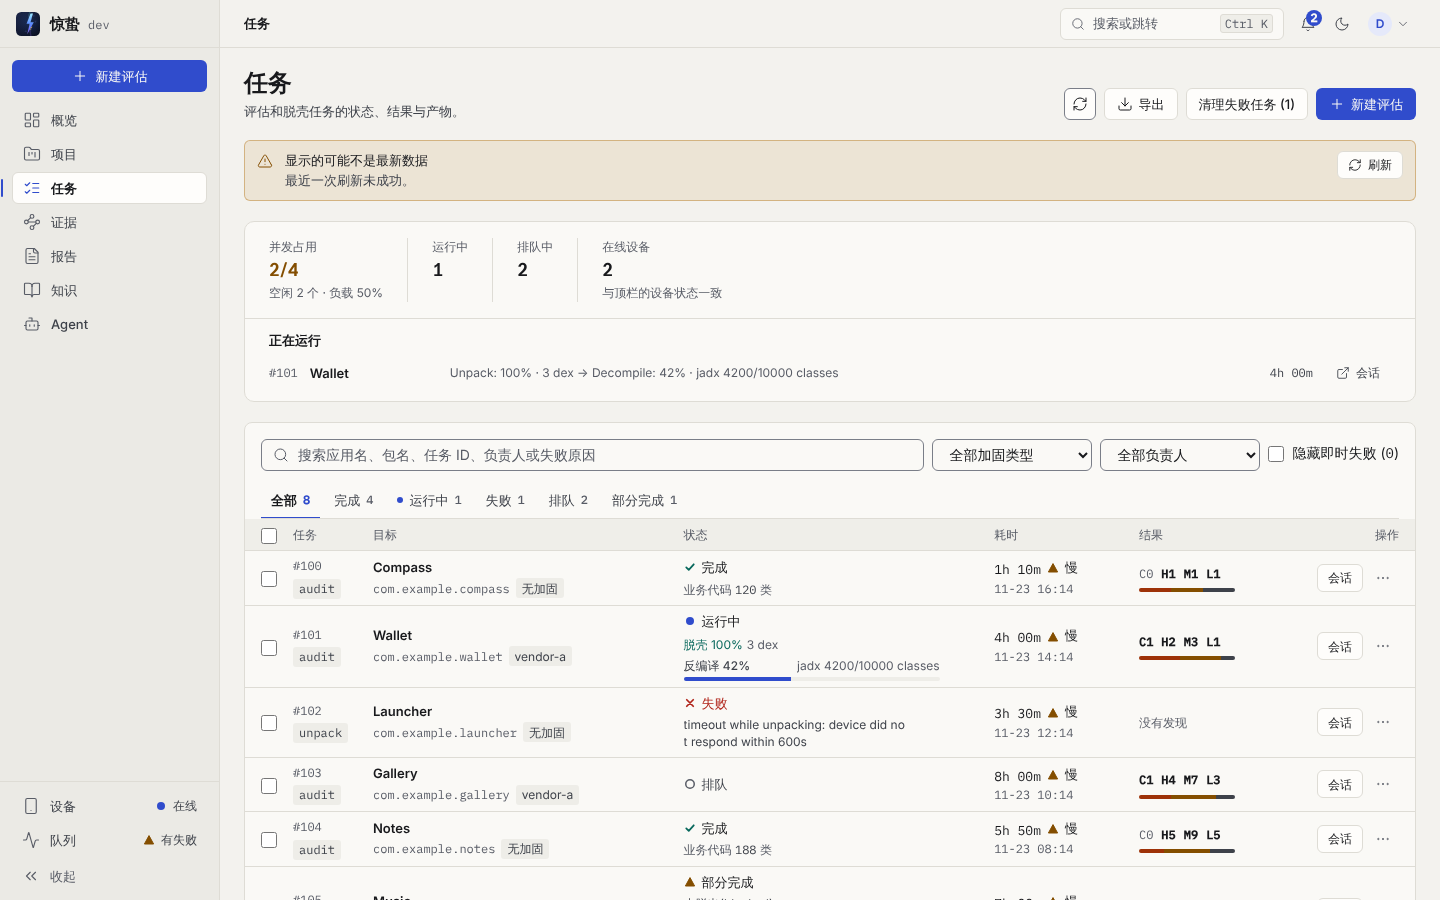 惊蛰 dev
任务
搜索或跳转 Ctrl K
2
D
新建评估
概览
项目
任务
证据
报告
知识
Agent
设备 在线
队列 有失败
收起
任务
评估和脱壳任务的状态、结果与产物。
导出
清理失败任务 (1)
新建评估
显示的可能不是最新数据
最近一次刷新未成功。
刷新
并发占用
2/4
空闲 2 个 · 负载 50%
运行中
1
排队中
2
在线设备
2
与顶栏的设备状态一致
正在运行
#101 Wallet Unpack: 100% · 3 dex → Decompile: 42% · jadx 4200/10000 classes 4h 00m 会话
搜索应用名、包名、任务 ID、负责人或失败原因
全部加固类型
全部负责人
隐藏即时失败 (0)
全部 8 完成 4 运行中 1 失败 1 排队 2 部分完成 1
任务 目标 状态 耗时 结果 操作
#100 Compass 完成 1h 10m 慢 C0 H1 M1 L1 会话 ···
audit com.example.compass 无加固 业务代码 120 类 11-23 16:14
#101 Wallet 运行中 4h 00m 慢 C1 H2 M3 L1 会话 ···
audit com.example.wallet vendor-a 脱壳 100% 3 dex 11-23 14:14
反编译 42% jadx 4200/10000 classes
#102 Launcher 失败 3h 30m 慢 没有发现 会话 ···
unpack com.example.launcher 无加固 timeout while unpacking: device did no 11-23 12:14
t respond within 600s
#103 Gallery 排队 8h 00m 慢 C1 H4 M7 L3 会话 ···
audit com.example.gallery vendor-a 11-23 10:14
#104 Notes 完成 5h 50m 慢 C0 H5 M9 L5 会话 ···
audit com.example.notes 无加固 业务代码 188 类 11-23 08:14
部分完成